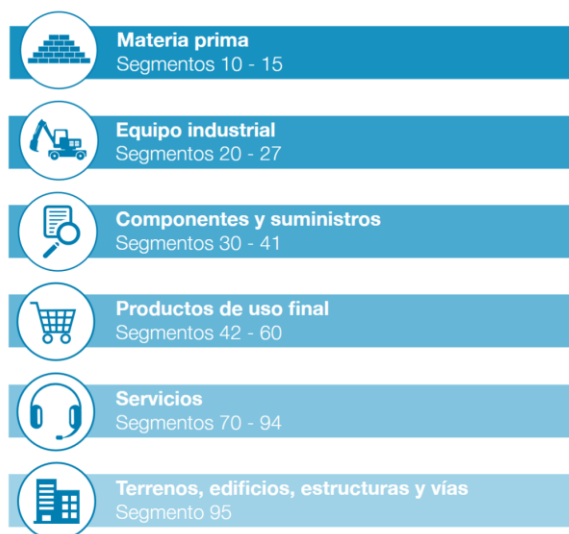 Materia prima
Segmentos 10 - 15
Equipo industrial
Segmentos 20 - 27
Componentes y suministros
Segmentos 30 - 41
Productos de uso final
Segmentos 42 - 60
Servicios
Segmentos 70 - 94
Terrenos, edificios, estructuras y vías
Segmento 95